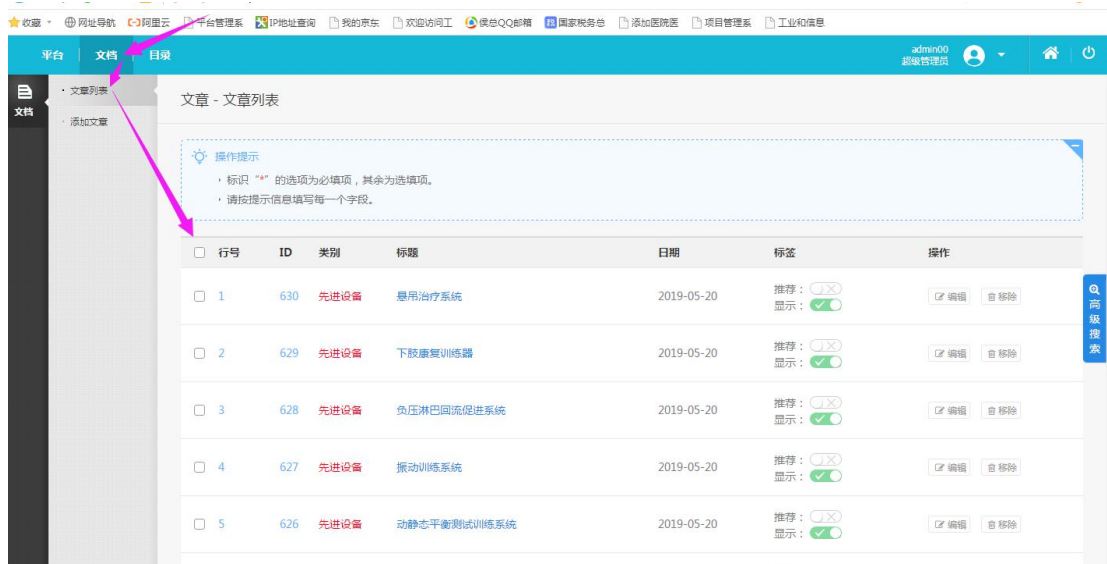 收藏 网址导航 阿里云 平台管理系 IP地址查询 我的京东 欢迎访问工 侯总QQ邮箱 国家税务总 添加医院医 项目管理系 工业和信息
平台 文档 目录 admin00
超级管理员
文档
· 文章列表
· 添加文章
文章 - 文章列表
操作提示
· 标识 “*” 的选项为必填项，其余为选填项。
· 请按提示信息填写每一个字段。
行号 ID 类别 标题 日期 标签 操作
1 630 先进设备 悬吊治疗系统 2019-05-20 推荐： 编辑 移除
显示：
2 629 先进设备 下肢康复训练器 2019-05-20 推荐： 编辑 移除
显示：
3 628 先进设备 负压淋巴回流促进系统 2019-05-20 推荐： 编辑 移除
显示：
4 627 先进设备 振动训练系统 2019-05-20 推荐： 编辑 移除
显示：
5 626 先进设备 动静态平衡测试训练系统 2019-05-20 推荐： 编辑 移除
显示：
高级搜索